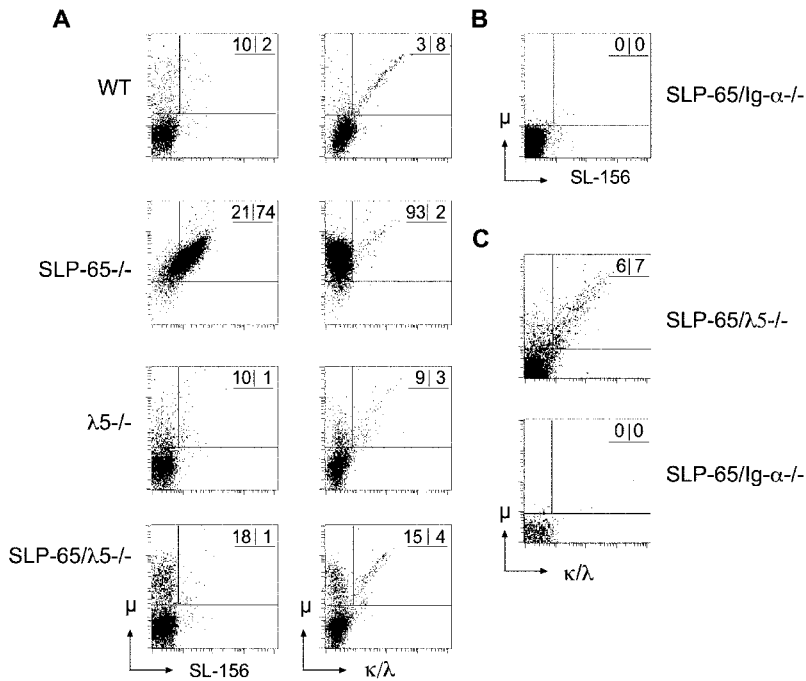 A
WT
10|2
3|8
SLP-65-/-
21|74
93|2
λ5-/-
10|1
9|3
SLP-65/λ5-/-
18|1
15|4
μ
SL-156
μ
κ/λ
B
0|0
SLP-65/Ig-α-/-
μ
SL-156
C
6|7
SLP-65/λ5-/-
0|0
SLP-65/Ig-α-/-
μ
κ/λ